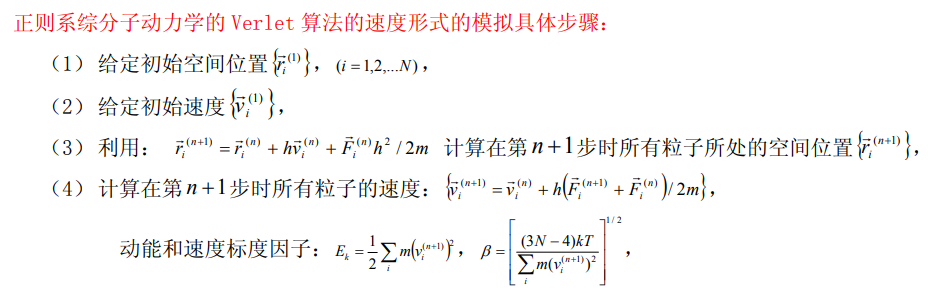 正则系综分子动力学的 Verlet 算法的速度形式的模拟具体步骤:
(1) 给定初始空间位置 $\{\vec{r}_i^{(1)}\}$, $(i=1,2,...N)$,
(2) 给定初始速度 $\{\vec{v}_i^{(1)}\}$,
(3) 利用: $\vec{r}_i^{(n+1)} = \vec{r}_i^{(n)} + h\vec{v}_i^{(n)} + \vec{F}_i^{(n)}h^2/2m$ 计算在第 $n+1$ 步时所有粒子所处的空间位置 $\{\vec{r}_i^{(n+1)}\}$,
(4) 计算在第 $n+1$ 步时所有粒子的速度: $\{\vec{v}_i^{(n+1)} = \vec{v}_i^{(n)} + h(\vec{F}_i^{(n+1)} + \vec{F}_i^{(n)})/2m\}$,
动能和速度标度因子: $E_k = \frac{1}{2}\sum_i m(v_i^{(n+1)})^2$, $\beta = \left[\frac{(3N-4)kT}{\sum_i m(v_i^{(n+1)})^2}\right]^{1/2}$,